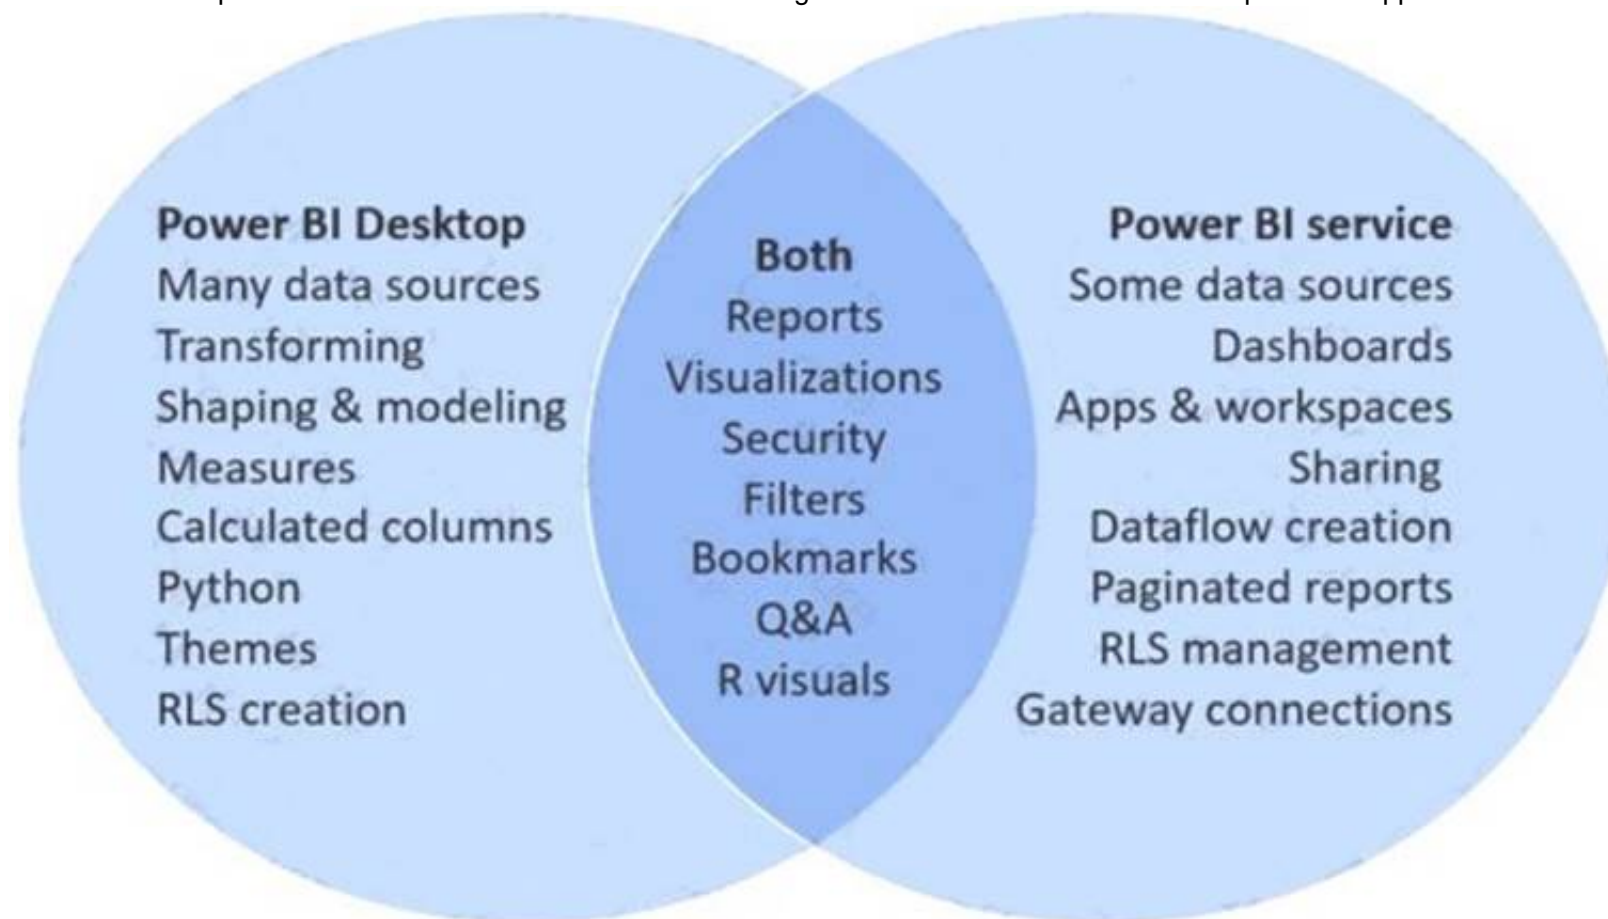 Power BI Desktop
Many data sources
Transforming
Shaping & modeling
Measures
Calculated columns
Python
Themes
RLS creation
Both
Reports
Visualizations
Security
Filters
Bookmarks
Q&A
R visuals
Power BI service
Some data sources
Dashboards
Apps & workspaces
Sharing
Dataflow creation
Paginated reports
RLS management
Gateway connections